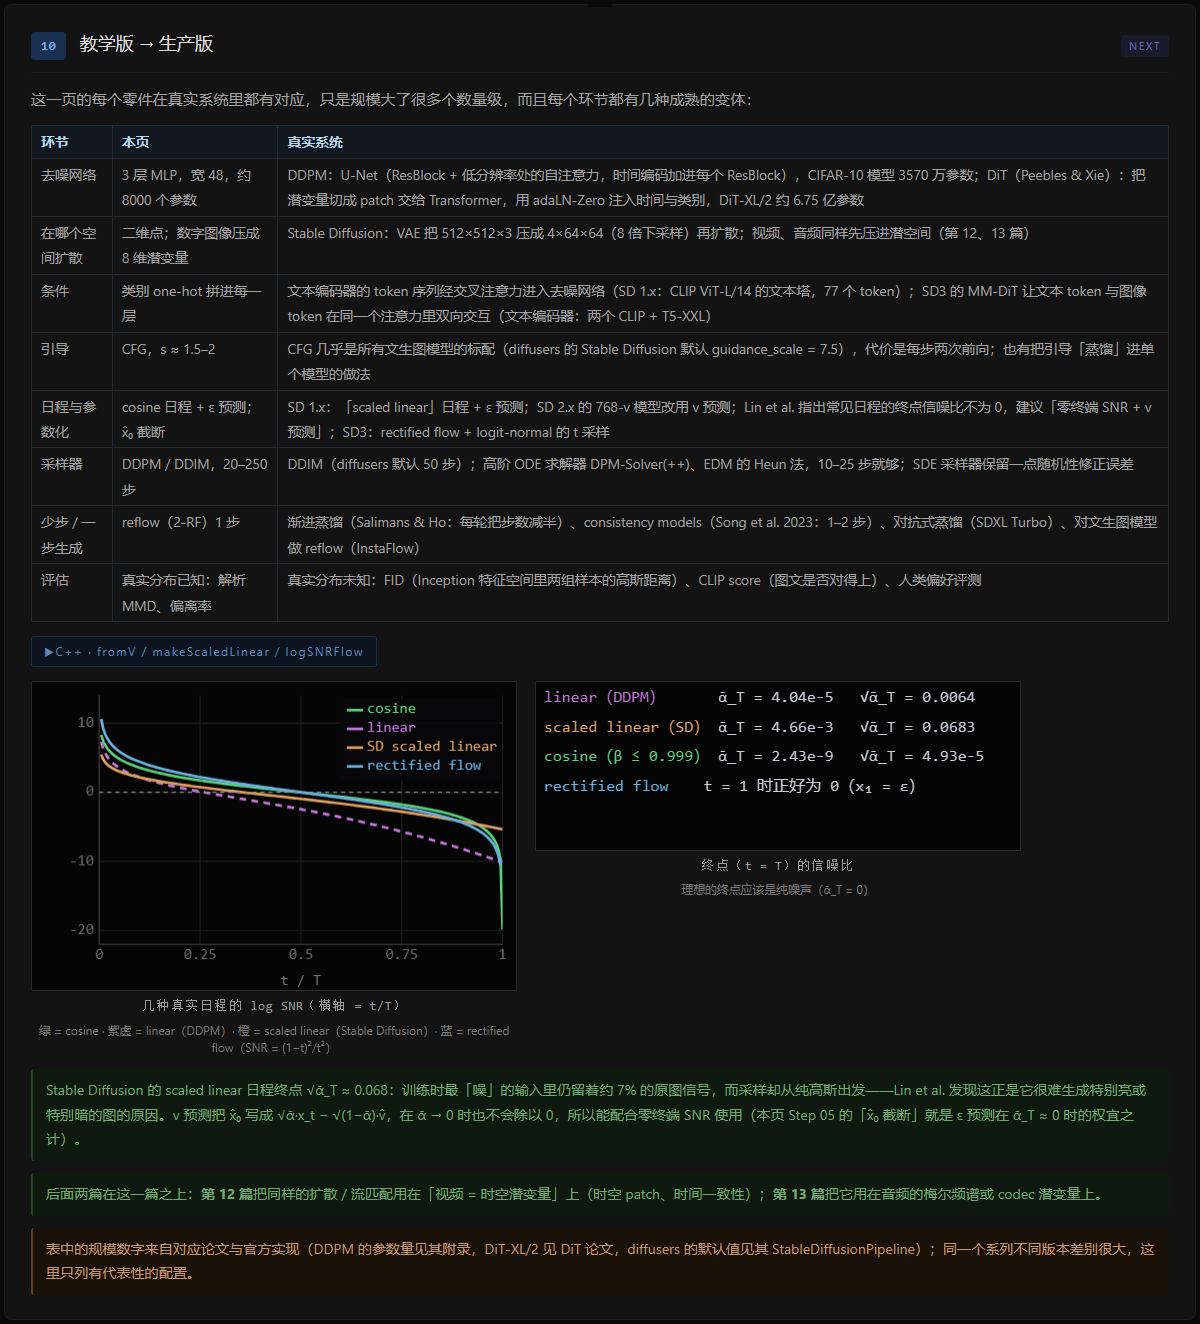 10 教学版 → 生产版 NEXT
这一页的每个零件在真实系统里都有对应，只是规模大了很多个数量级，而且每个环节都有几种成熟的变体：
环节 本页 真实系统
去噪网络 3 层 MLP，宽 48，约 8000 个参数 DDPM：U-Net（ResBlock + 低分辨率处的自注意力，时间编码加进每个 ResBlock），CIFAR-10 模型 3570 万参数；DiT（Peebles & Xie）：把潜变量切成 patch 交给 Transformer，用 adaLN-Zero 注入时间与类别，DiT-XL/2 约 6.75 亿参数
在哪个空间扩散 二维点；数字图像压成 8 维潜变量 Stable Diffusion：VAE 把 512×512×3 压成 4×64×64（8 倍下采样）再扩散；视频、音频同样先压进潜空间（第 12、13 篇）
条件 类别 one-hot 拼进每一层 文本编码器的 token 序列经交叉注意力进入去噪网络（SD 1.x：CLIP ViT-L/14 的文本塔，77 个 token）；SD3 的 MM-DiT 让文本 token 与图像 token 在同一个注意力里双向交互（文本编码器：两个 CLIP + T5-XXL）
引导 CFG，s ≈ 1.5–2 CFG 几乎是所有文生图模型的标配（diffusers 的 Stable Diffusion 默认 guidance_scale = 7.5），代价是每步两次前向；也有把引导「蒸馏」进单个模型的做法
日程与参数化 cosine 日程 + ε 预测；x̂₀ 截断 SD 1.x：「scaled linear」日程 + ε 预测；SD 2.x 的 768-v 模型改用 v 预测；Lin et al. 指出常见日程的终点信噪比不为 0，建议「零终端 SNR + v 预测」；SD3：rectified flow + logit-normal 的 t 采样
采样器 DDPM / DDIM，20–250 步 DDIM（diffusers 默认 50 步）；高阶 ODE 求解器 DPM-Solver(++)、EDM 的 Heun 法，10–25 步就够；SDE 采样器保留一点随机性修正误差
少步 / 一步生成 reflow（2-RF）1 步 渐进蒸馏（Salimans & Ho：每轮把步数减半）、consistency models（Song et al. 2023：1–2 步）、对抗式蒸馏（SDXL Turbo）、对文生图模型做 reflow（InstaFlow）
评估 真实分布已知：解析 MMD、偏离率 真实分布未知：FID（Inception 特征空间里两组样本的高斯距离）、CLIP score（图文是否对得上）、人类偏好评测
▶C++ · fromV / makeScaledLinear / logSNRFlow
cosine
linear
SD scaled linear
rectified flow
10
0
-10
-20
0 0.25 0.5 0.75 1
t / T
几种真实日程的 log SNR（横轴 = t/T）
绿 = cosine · 紫虚 = linear（DDPM）· 橙 = scaled linear（Stable Diffusion）· 蓝 = rectified
flow（SNR = (1−t)²/t²）
linear (DDPM) ᾱ_T = 4.04e-5 √ᾱ_T = 0.0064
scaled linear (SD) ᾱ_T = 4.66e-3 √ᾱ_T = 0.0683
cosine (β ≤ 0.999) ᾱ_T = 2.43e-9 √ᾱ_T = 4.93e-5
rectified flow t = 1 时正好为 0 (x₁ = ε)
终点（t = T）的信噪比
理想的终点应该是纯噪声（ᾱ_T = 0）
Stable Diffusion 的 scaled linear 日程终点 √ᾱ_T ≈ 0.068：训练时最「噪」的输入里仍留着约 7% 的原图信号，而采样却从纯高斯出发——Lin et al. 发现这正是它很难生成特别亮或
特别暗的图的原因。v 预测把 x̂₀ 写成 √ᾱ·x_t − √(1−ᾱ)·v̂，在 ᾱ → 0 时也不会除以 0，所以能配合零终端 SNR 使用（本页 Step 05 的「x̂₀ 截断」就是 ε 预测在 ᾱ_T ≈ 0 时的权宜之
计）。
后面两篇在这一篇之上：第 12 篇把同样的扩散 / 流匹配用在「视频 = 时空潜变量」上（时空 patch、时间一致性）；第 13 篇把它用在音频的梅尔频谱或 codec 潜变量上。
表中的规模数字来自对应论文与官方实现（DDPM 的参数量见其附录，DiT-XL/2 见 DiT 论文，diffusers 的默认值见其 StableDiffusionPipeline）；同一个系列不同版本差别很大，这
里只列有代表性的配置。